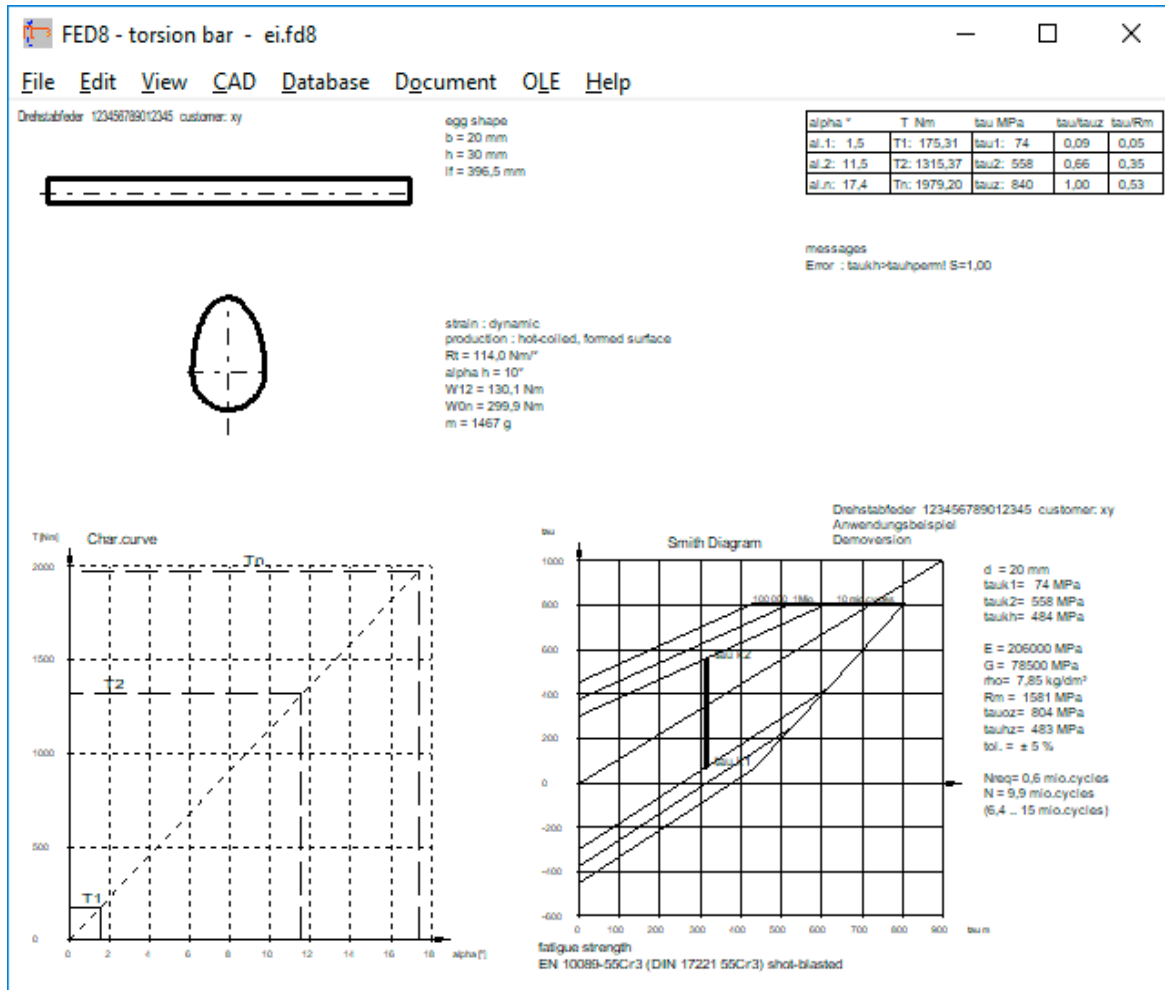 FED8 - torsion bar - ei.fd8
File Edit View CAD Database Document OLE Help
Drehstabfeder 123456789012345 customer: xy
egg shape
b = 20 mm
h = 30 mm
lf = 396,5 mm
alpha ° T Nm tau MPa tau/tauz tau/Rm
al.1: 1,5 T1: 175,31 tau1: 74 0,09 0,05
al.2: 11,5 T2: 1315,37 tau2: 558 0,66 0,35
al.n: 17,4 Tn: 1979,20 tauz: 840 1,00 0,53
messages
Error : taukh>tauhperm! S=1,00
strain : dynamic
production : hot-coiled, formed surface
Rt = 114,0 Nm/°
alpha h = 10°
W12 = 130,1 Nm
W0n = 299,9 Nm
m = 1467 g
T[Nm]
Char.curve
Tn
T2
T1
2000
1500
1000
500
0
0 2 4 6 8 10 12 14 16 18 alpha [°]
Drehstabfeder 123456789012345 customer: xy
Anwendungsbeispiel
Demoversion
tau
Smith Diagram
100 000 1Mio. 10 mio.cycles
tau k2
tau k1
1000
800
600
400
200
0
-200
-400
-600
0 100 200 300 400 500 600 700 800 900 tau m
d = 20 mm
tauk1= 74 MPa
tauk2= 558 MPa
taukh= 484 MPa
E = 206000 MPa
G = 78500 MPa
rho= 7,85 kg/dm³
Rm = 1581 MPa
tauoz= 804 MPa
tauhz= 483 MPa
tol. = ± 5 %
Nreq= 0,6 mio.cycles
N = 9,9 mio.cycles
(6,4 .. 15 mio.cycles)
fatigue strength
EN 10089-55Cr3 (DIN 17221 55Cr3) shot-blasted